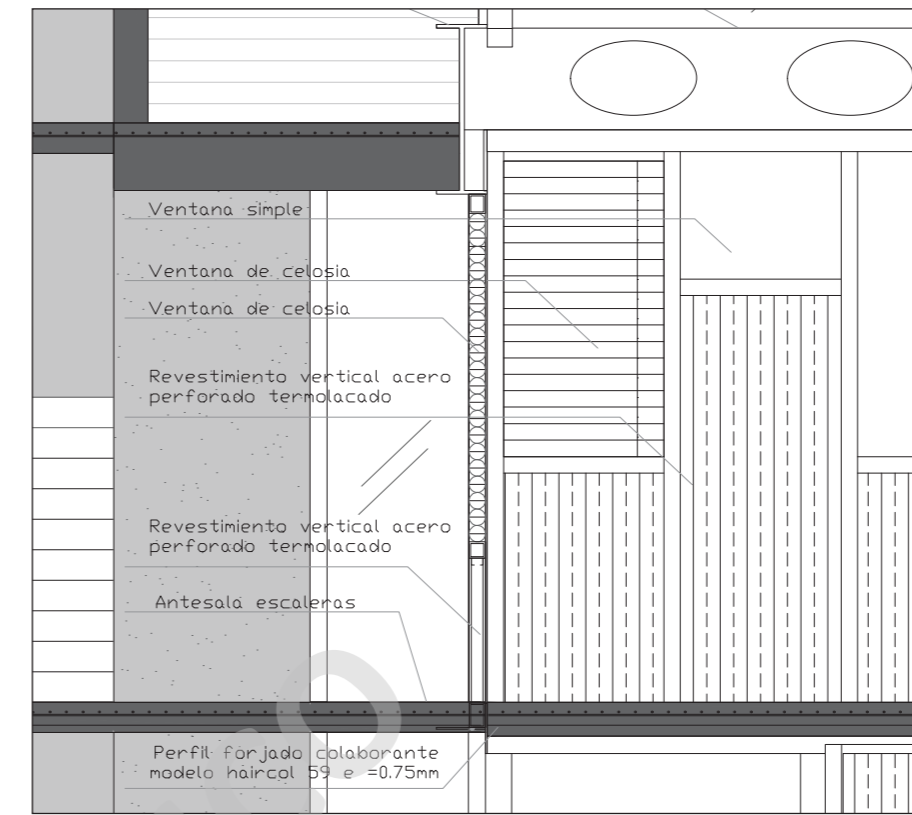 Ventana simple
Ventana de celosia
Ventana de celosia
Revestimiento vertical acero
perforado termolacado
Revestimiento vertical acero
perforado termolacado
Antesala escaleras
Perfil forjado colaborante
modelo haircol 59 e =0.75mm